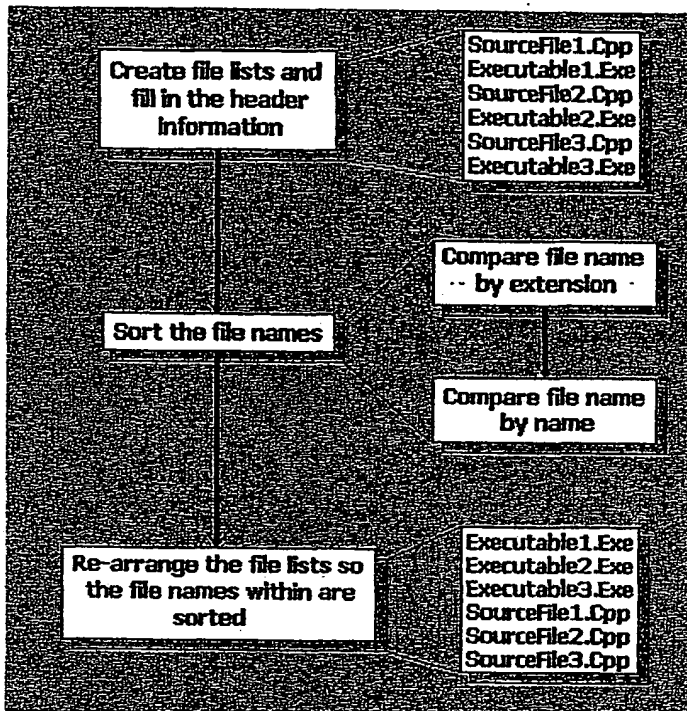 Create file lists and
fill in the header
information
SourceFile1.Cpp
Executable1.Exe
SourceFile2.Cpp
Executable2.Exe
SourceFile3.Cpp
Executable3.Exe
Sort the file names
Compare file name
by extension
Compare file name
by name
Re-arrange the file lists so
the file names within are
sorted
Executable1.Exe
Executable2.Exe
Executable3.Exe
SourceFile1.Cpp
SourceFile2.Cpp
SourceFile3.Cpp